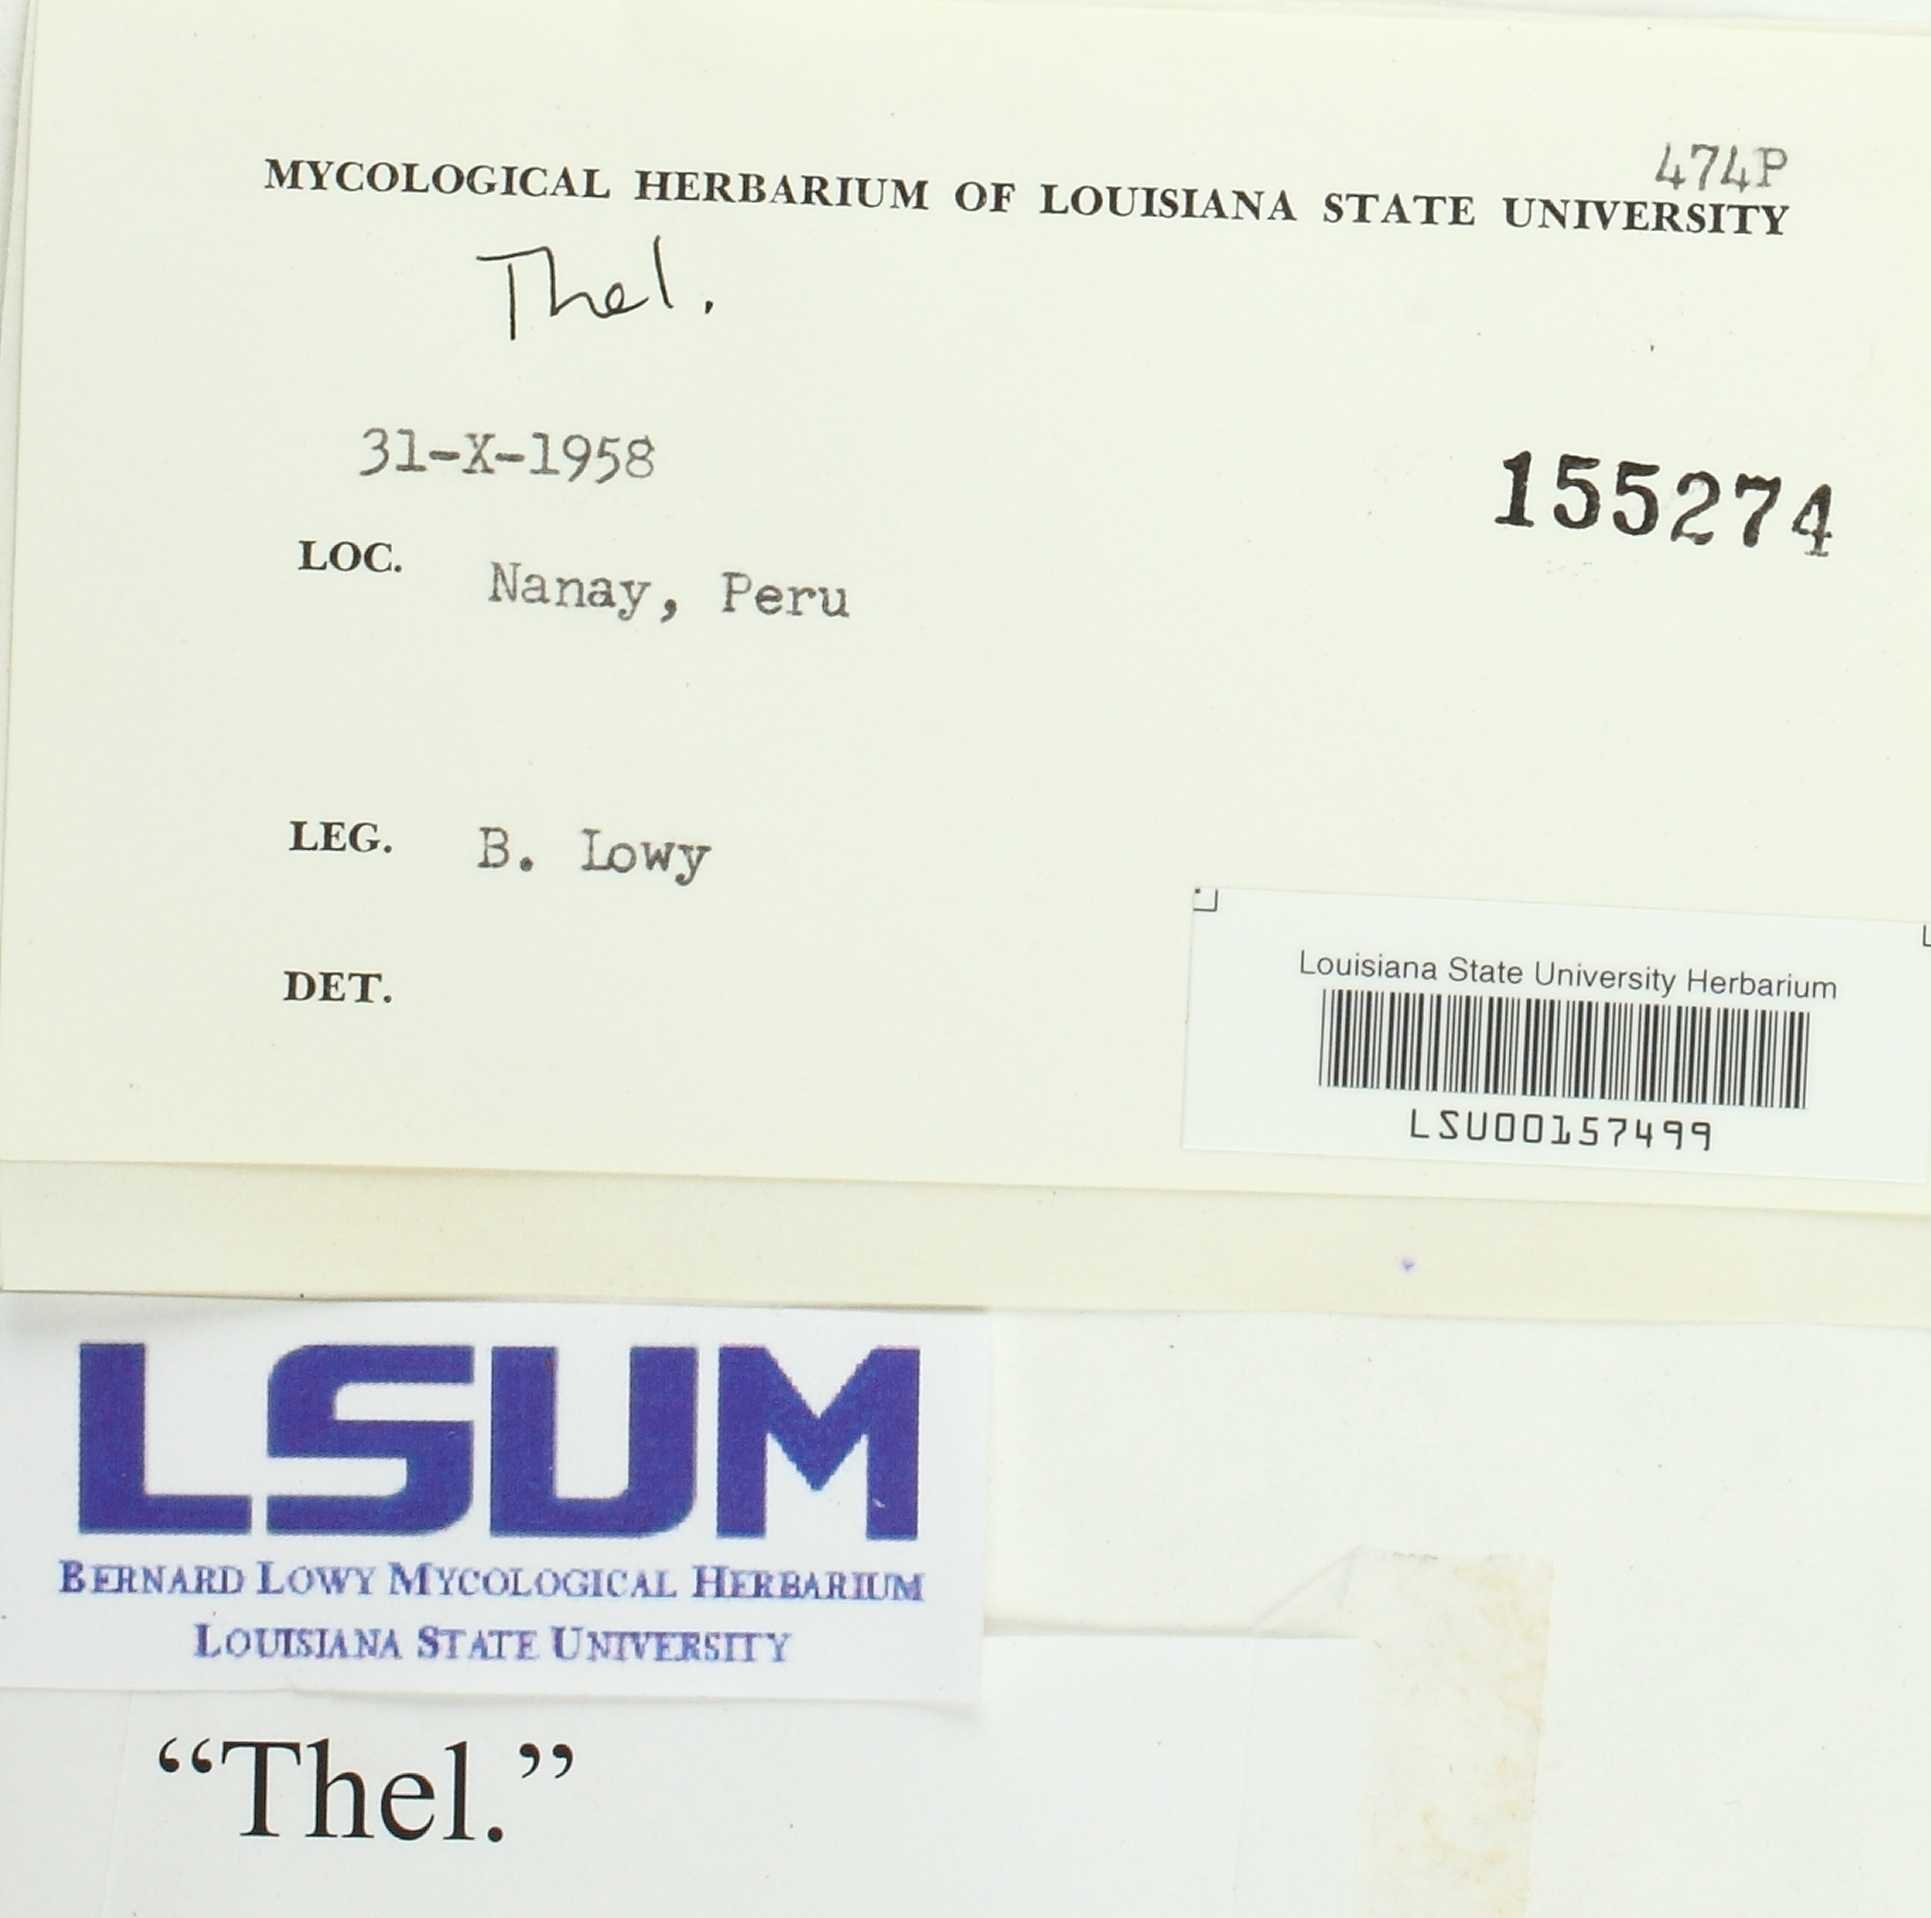 474P
MYCOLOGICAL HERBARIUM OF LOUISIANA STATE UNIVERSITY
Thel.
31-X-1958
155274
LOC. Nanay, Peru
LEG. B. Lowy
DET.
Louisiana State University Herbarium
LSU00157499
LSUM
BERNARD LOWY MYCOLOGICAL HERBARIUM
LOUISIANA STATE UNIVERSITY
“Thel.”